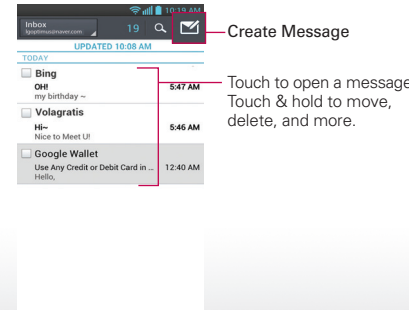 10:19 AM
Inbox
lgoptimus@naver.com
19
Create Message
UPDATED 10:08 AM
TODAY
Bing
OH!
5:47 AM
my birthday ~
Touch to open a message
Touch & hold to move,
delete, and more.
Volagratis
Hi~
5:46 AM
Nice to Meet U!
Google Wallet
Use Any Credit or Debit Card in ...
12:40 AM
Hello,